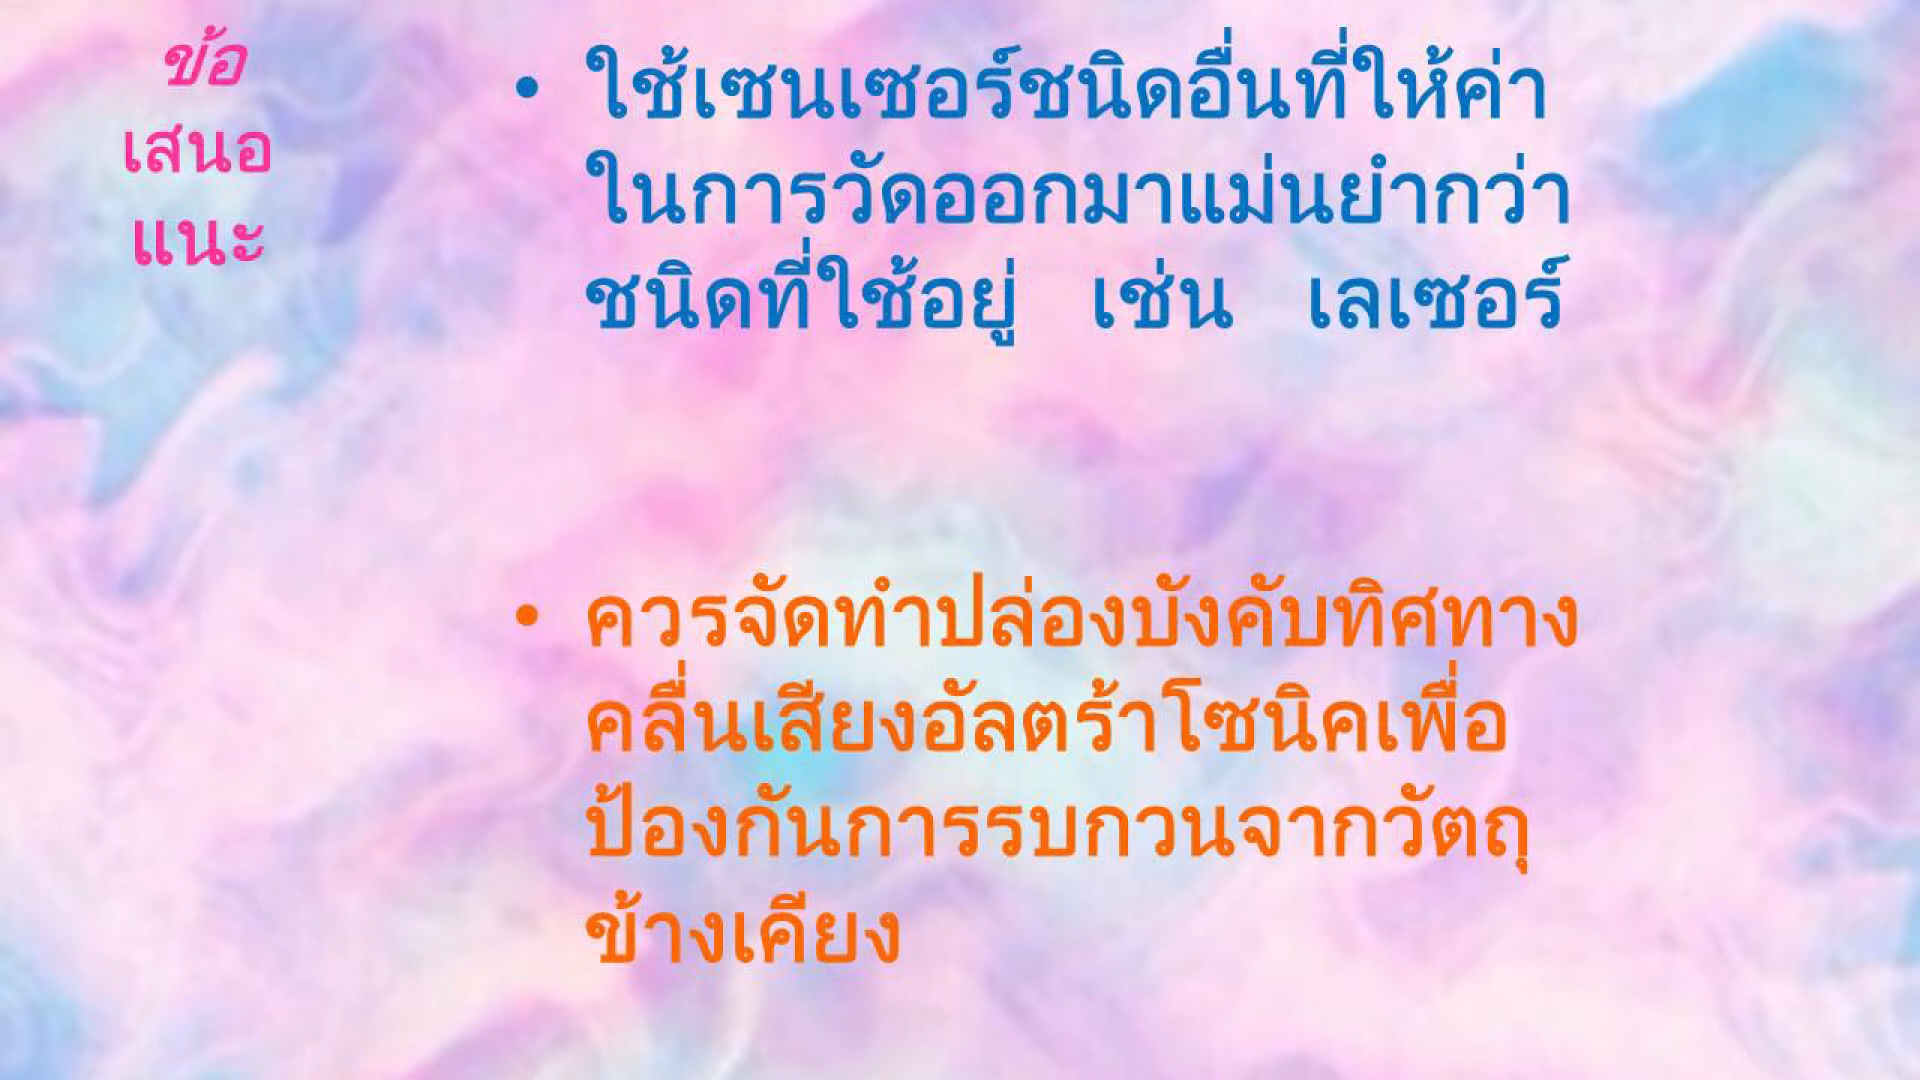 ข้อ
เสนอ
แนะ
• ใช้เซนเซอร์ชนิดอื่นที่ให้ค่า
ในการวัดออกมาแม่นยำกว่า
ชนิดที่ใช้อยู่ เช่น เลเซอร์
• ควรจัดทำปล่องบังคับทิศทาง
คลื่นเสียงอัลตร้าโซนิคเพื่อ
ป้องกันการรบกวนจากวัตถุ
ข้างเคียง